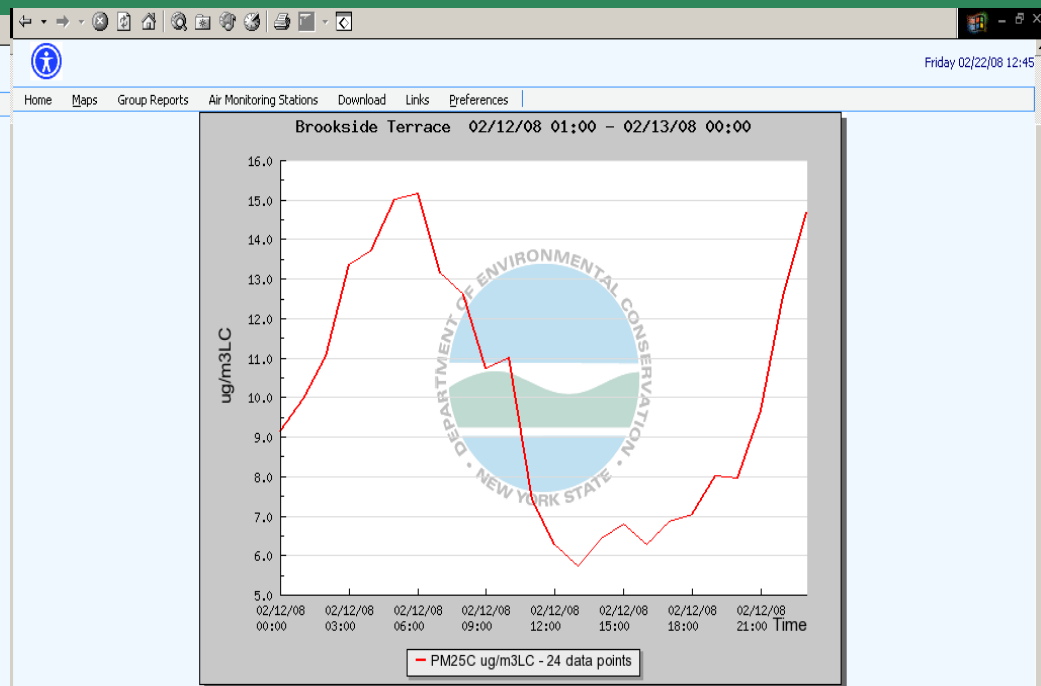 Friday 02/22/08 12:45
Home Maps Group Reports Air Monitoring Stations Download Links Preferences
Brookside Terrace 02/12/08 01:00 - 02/13/08 00:00
16.0
15.0
14.0
13.0
12.0
11.0
10.0
9.0
8.0
7.0
6.0
5.0
ug/m3LC
DEPARTMENT OF ENVIRONMENTAL CONSERVATION
• NEW YORK STATE •
02/12/08 02/12/08 02/12/08 02/12/08 02/12/08 02/12/08 02/12/08 02/12/08
00:00 03:00 06:00 09:00 12:00 15:00 18:00 21:00 Time
PM25C ug/m3LC - 24 data points